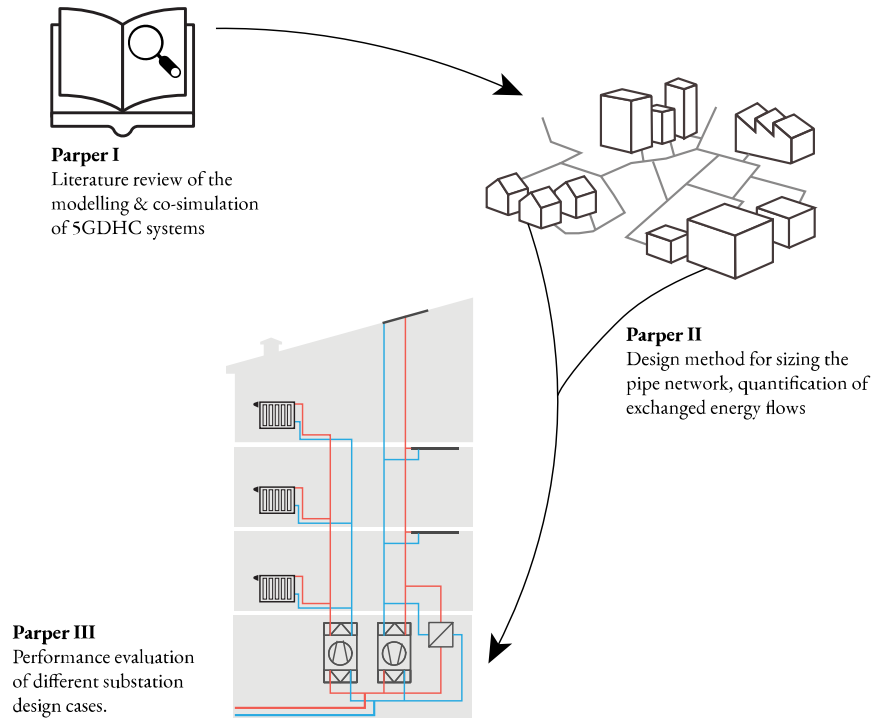 Parper I
Literature review of the
modelling & co-simulation
of 5GDHC systems
Parper II
Design method for sizing the
pipe network, quantification of
exchanged energy flows
Parper III
Performance evaluation
of different substation
design cases.